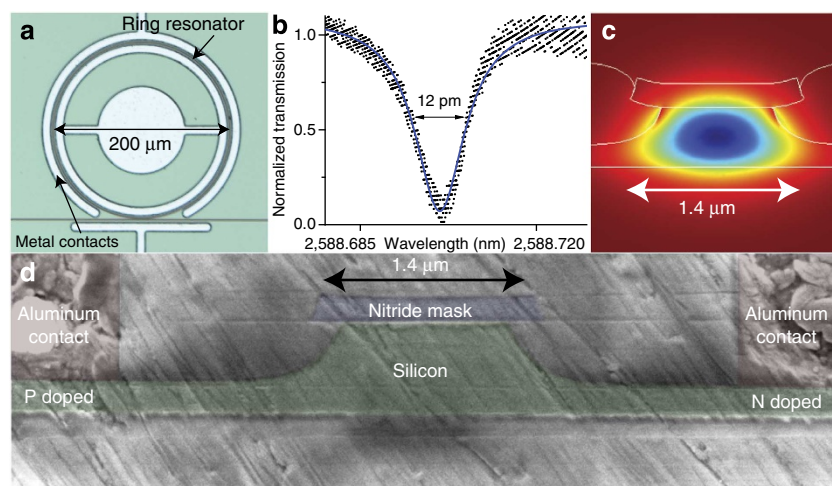 a
Ring resonator
200 μm
Metal contacts
b
Normalized transmission
1.0
0.5
0.0
12 pm
2,588.685 Wavelength (nm) 2,588.720
c
1.4 μm
d
1.4 μm
Aluminum
contact
Nitride mask
Aluminum
contact
Silicon
P doped
N doped